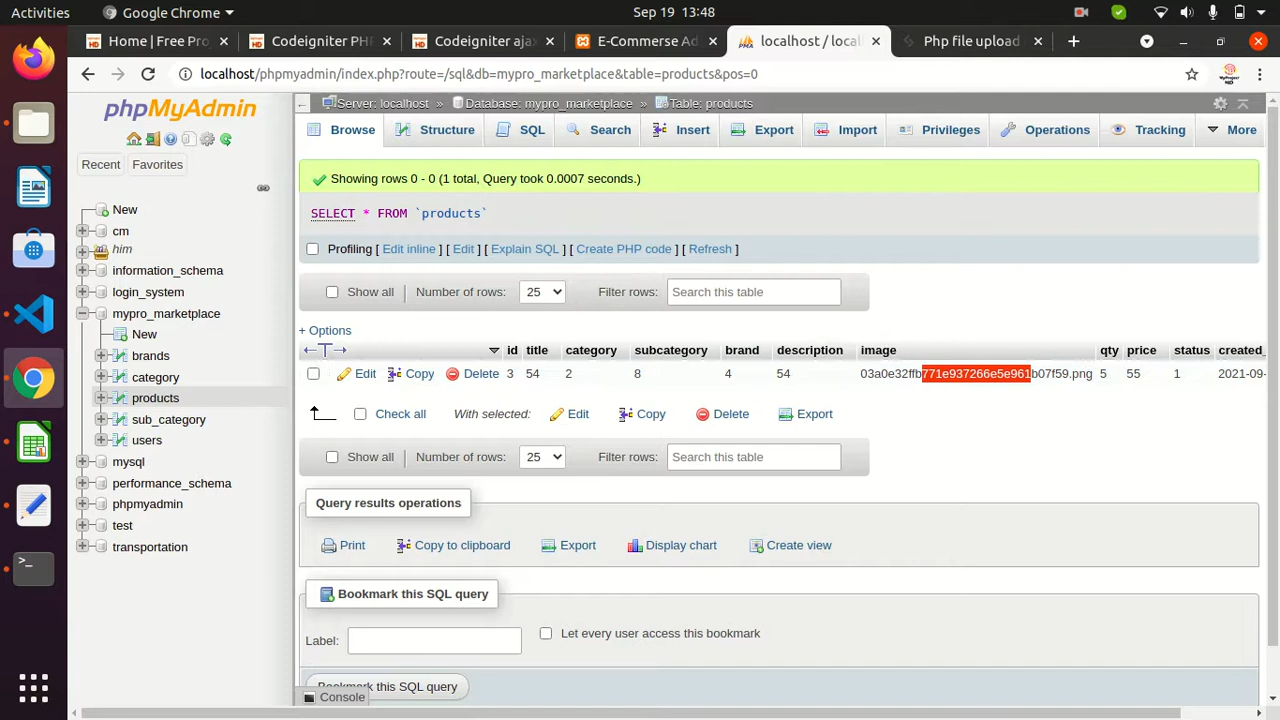 Activities Google Chrome Sep 19 13:48
Home | Free Pro Codeigniter PHP Codeigniter ajax E-Commerse Ad localhost / local Php file upload
localhost/phpmyadmin/index.php?route=/sql&db=mypro_marketplace&table=products&pos=0
phpMyAdmin
Recent Favorites
New
cm
him
information_schema
login_system
mypro_marketplace
New
brands
category
products
sub_category
users
mysql
performance_schema
phpmyadmin
test
transportation
Server: localhost » Database: mypro_marketplace » Table: products
Browse Structure SQL Search Insert Export Import Privileges Operations Tracking More
Showing rows 0 - 0 (1 total, Query took 0.0007 seconds.)
SELECT * FROM `products`
Profiling [ Edit inline ] [ Edit ] [ Explain SQL ] [ Create PHP code ] [ Refresh ]
Show all Number of rows: 25 Filter rows: Search this table
+ Options
id title category subcategory brand description image qty price status created_
Edit Copy Delete 3 54 2 8 4 54 03a0e32ffb771e937266e5e961b07f59.png 5 55 1 2021-09-
Check all With selected: Edit Copy Delete Export
Show all Number of rows: 25 Filter rows: Search this table
Query results operations
Print Copy to clipboard Export Display chart Create view
Bookmark this SQL query
Label: Let every user access this bookmark
Bookmark this SQL query
Console